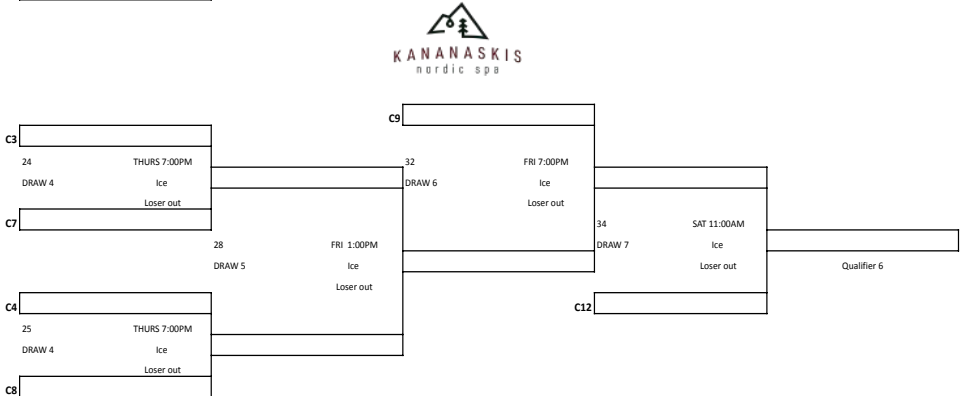 KANANASKIS
nordic spa
C9
C3
24 THURS 7:00PM
DRAW 4 Ice
Loser out
32 FRI 7:00PM
DRAW 6 Ice
Loser out
C7
34 SAT 11:00AM
DRAW 7 Ice
Loser out
28 FRI 1:00PM
DRAW 5 Ice
Loser out
Qualifier 6
C4
C12
25 THURS 7:00PM
DRAW 4 Ice
Loser out
C8